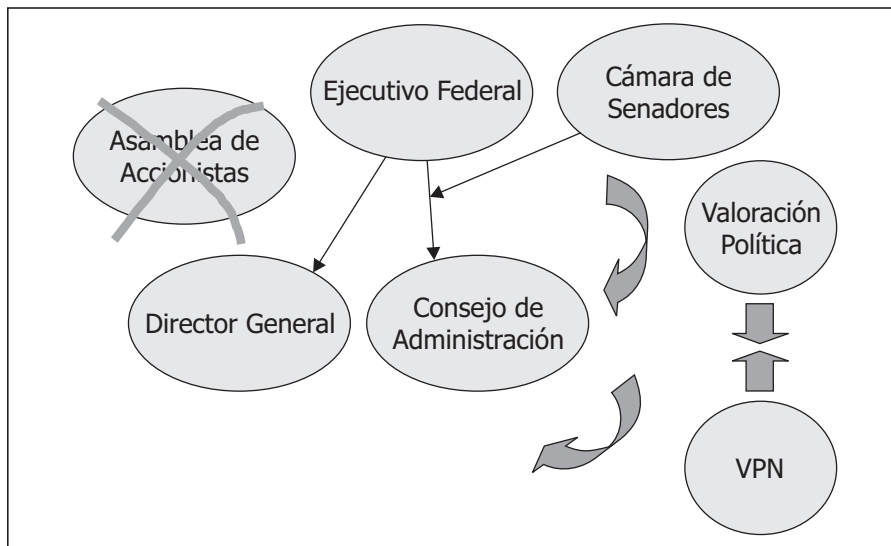 Ejecutivo Federal
Cámara de
Senadores
Asamblea de
Accionistas
Valoración
Política
Director General
Consejo de
Administración
VPN